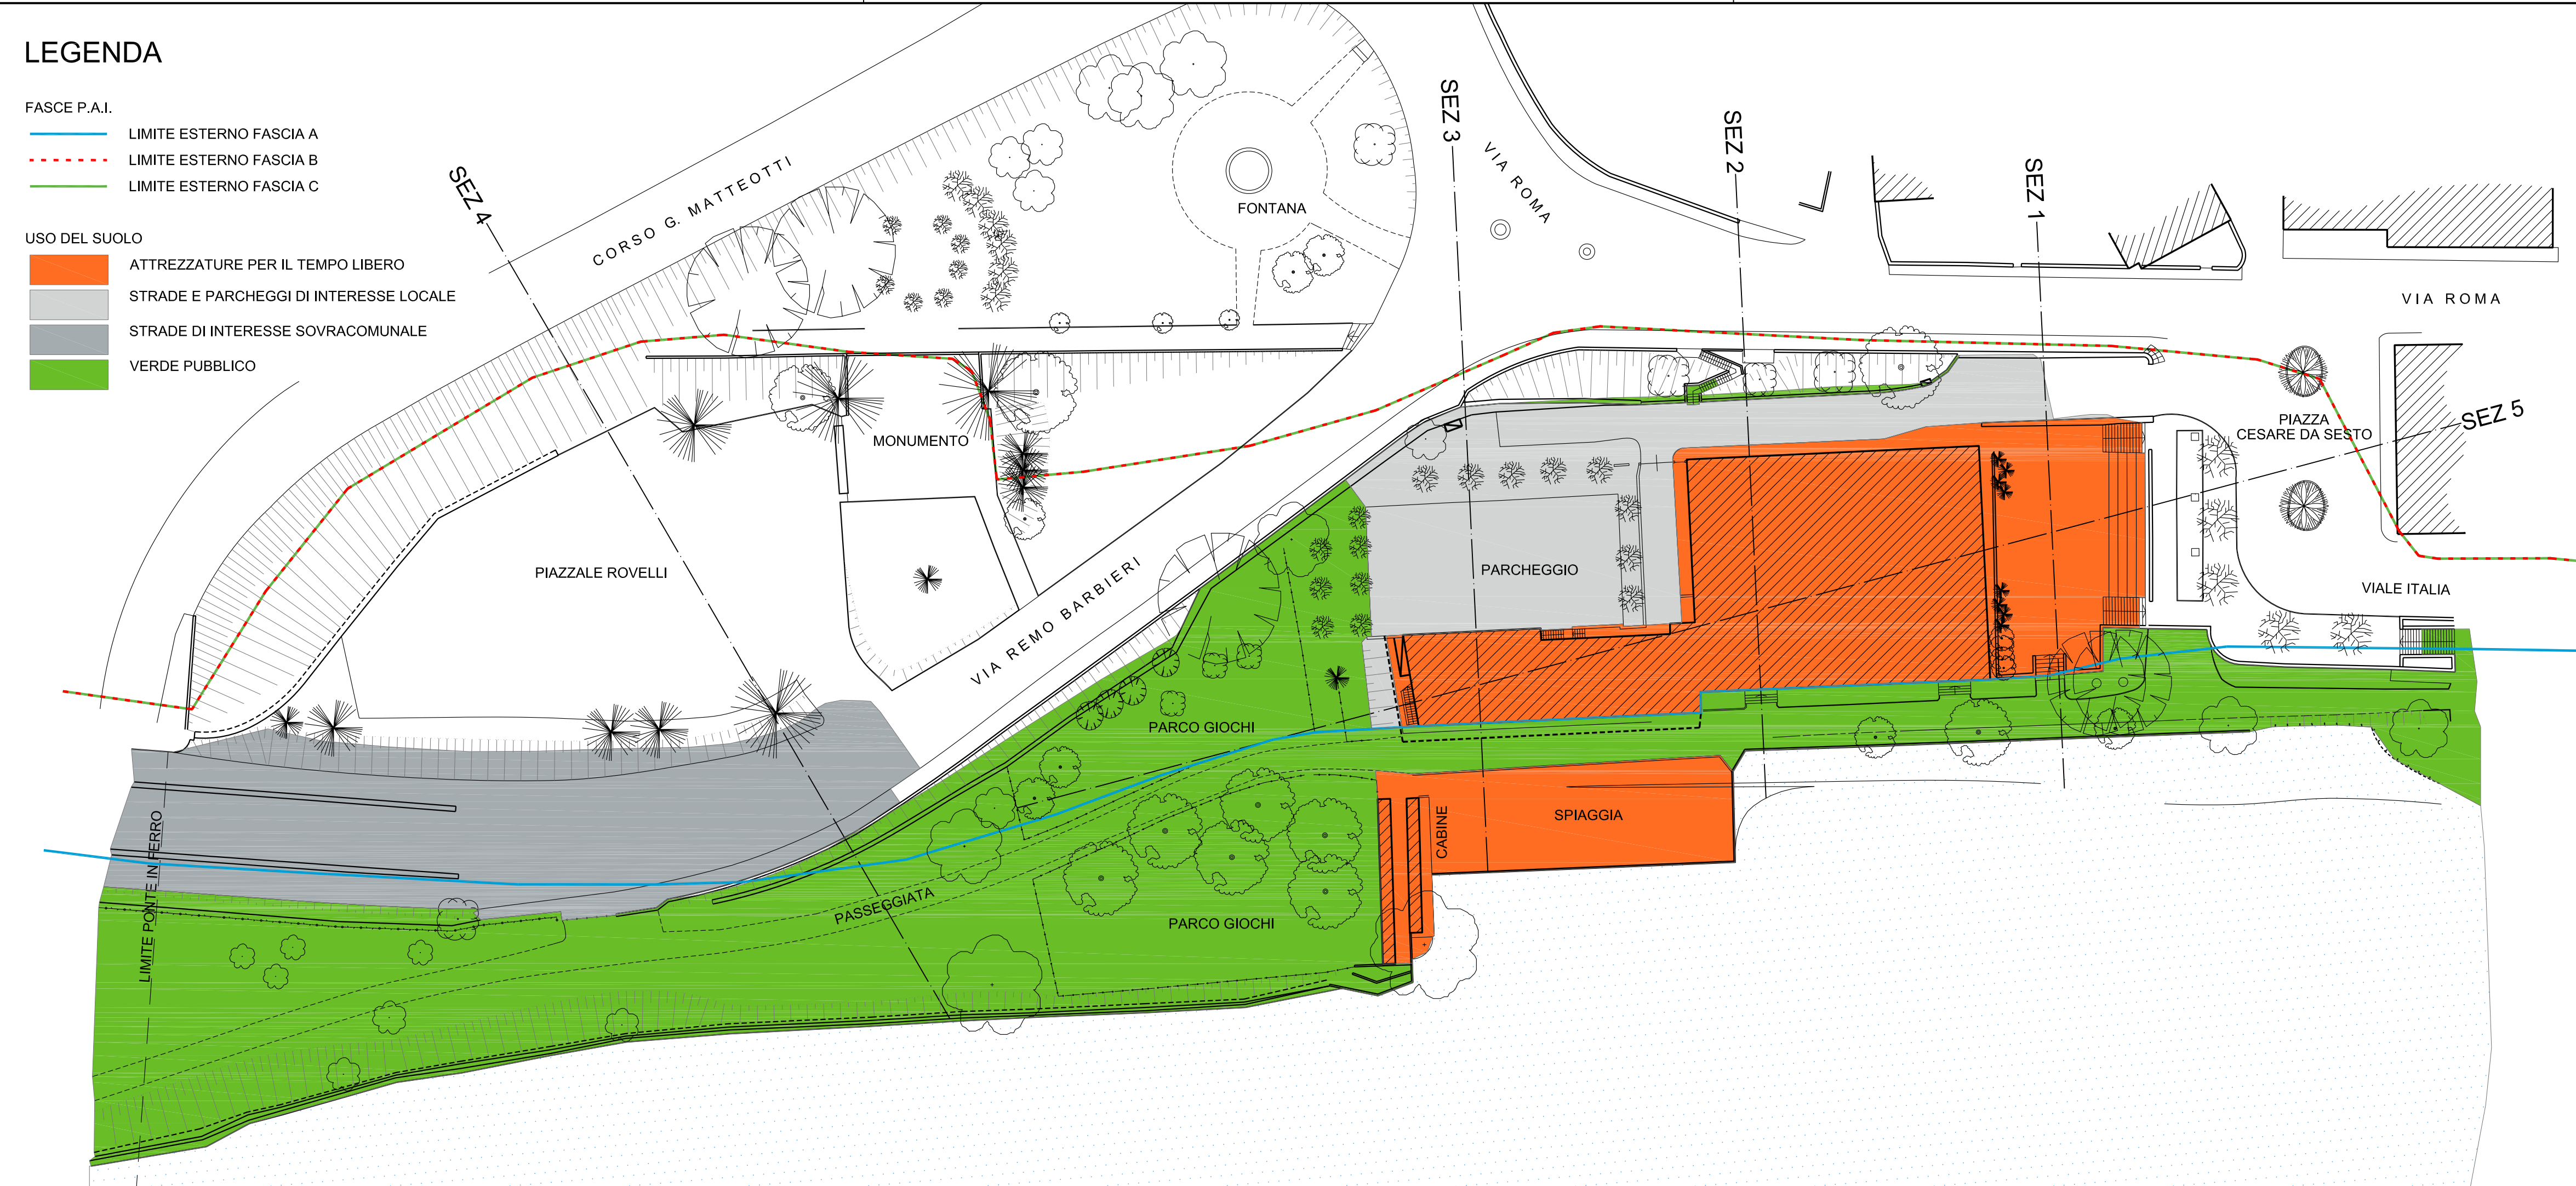 LEGENDA
FASCE P.A.I.
LIMITE ESTERNO FASCIA A
LIMITE ESTERNO FASCIA B
LIMITE ESTERNO FASCIA C
USO DEL SUOLO
ATTREZZATURE PER IL TEMPO LIBERO
STRADE E PARCHEGGI DI INTERESSE LOCALE
STRADE DI INTERESSE SOVRACOMUNALE
VERDE PUBBLICO
SEZ 4
CORSO G. MATTEOTTI
FONTANA
SEZ 3
VIA ROMA
SEZ 2
SEZ 1
VIA ROMA
SEZ 5
PIAZZA
CESARE DA SESTO
MONUMENTO
PIAZZALE ROVELLI
VIA REMO BARBIERI
PARCHEGGIO
VIALE ITALIA
PARCO GIOCHI
SPIAGGIA
CABINE
LIMITE PONTE IN FERRO
PASSEGGIATA
PARCO GIOCHI